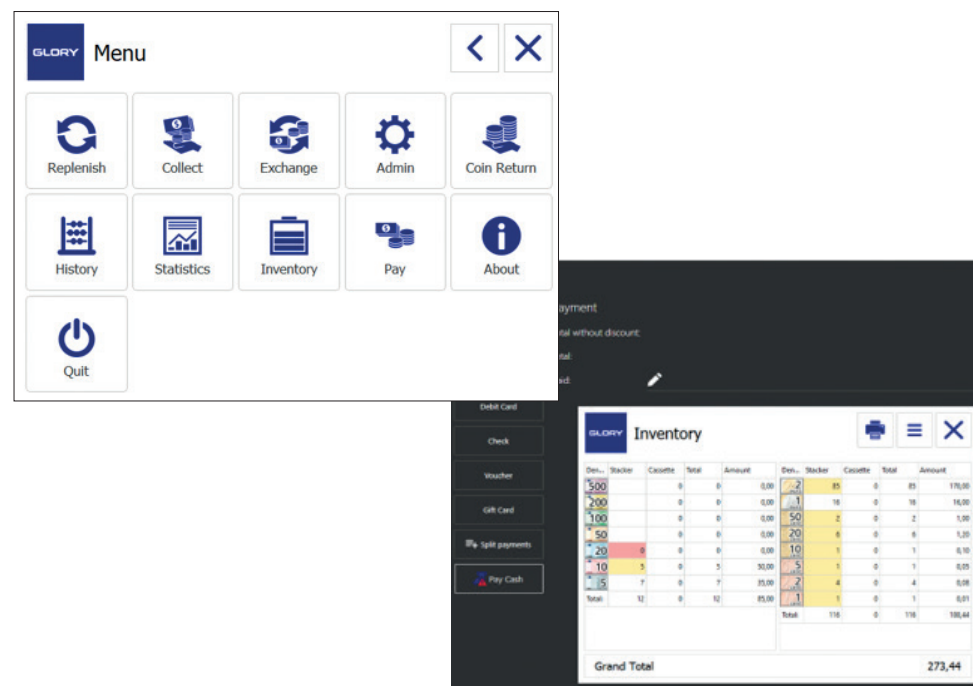 GLORY Menu
Replenish Collect Exchange Admin Coin Return
History Statistics Inventory Pay About
Quit
ayment
tal without discount:
tal:
aid:
Debit Card
Check
Voucher
Gift Card
Split payments
Pay Cash
GLORY Inventory
Den... Stacker Cassette Total Amount Den... Stacker Cassette Total Amount
500 0 0 0,00 2 85 0 85 170,00
200 0 0 0,00 1 16 0 16 16,00
100 0 0 0,00 50 2 0 2 1,00
50 0 0 0,00 20 6 0 6 1,20
20 0 0 0 0,00 10 1 0 1 0,10
10 5 0 5 50,00 5 1 0 1 0,05
5 7 0 7 35,00 2 4 0 4 0,08
Total: 12 0 12 85,00 1 1 0 1 0,01
Total: 116 0 116 188,44
Grand Total 273,44